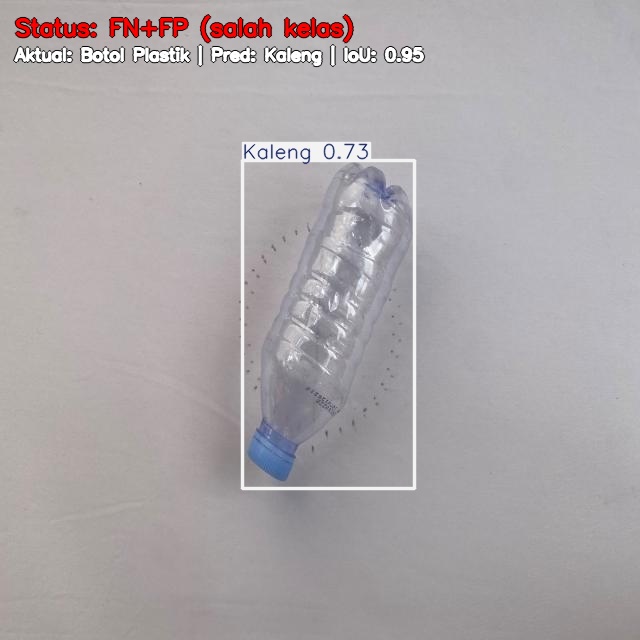 Status: FN+FP (salah kelas)
Aktual: Botol Plastik | Pred: Kaleng | IoU: 0.95
Kaleng 0.73